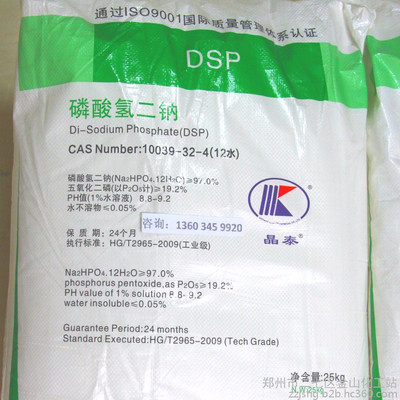 通过ISO9001国际质量管理体系认证
DSP
磷酸氢二钠
Di-Sodium Phosphate(DSP)
CAS Number:10039-32-4(12水)
磷酸氢二钠(Na₂HPO₄.12H₂O)≥97.0%
五氧化二磷(以P₂O₅计)≥19.2%
PH值(1%水溶液) 8.8-9.2
水不溶物≤0.05%
咨询: 1360 345 9920
保 质 期: 24个月
执行标准: HG/T2965-2009(工业级)
晶泰
Na₂HPO₄.12H₂O≥97.0%
phosphorus pentoxide,as P₂O₅≥19.2%
PH value of 1% solution 8.8- 9.2
water insoluble≤0.05%
Guarantee Period: 24 months
Standard Executed:HG/T2965-2009 (Tech Grade)
净含量:25kg
N.W:25kg
zzjshg.b2b.hc360.com